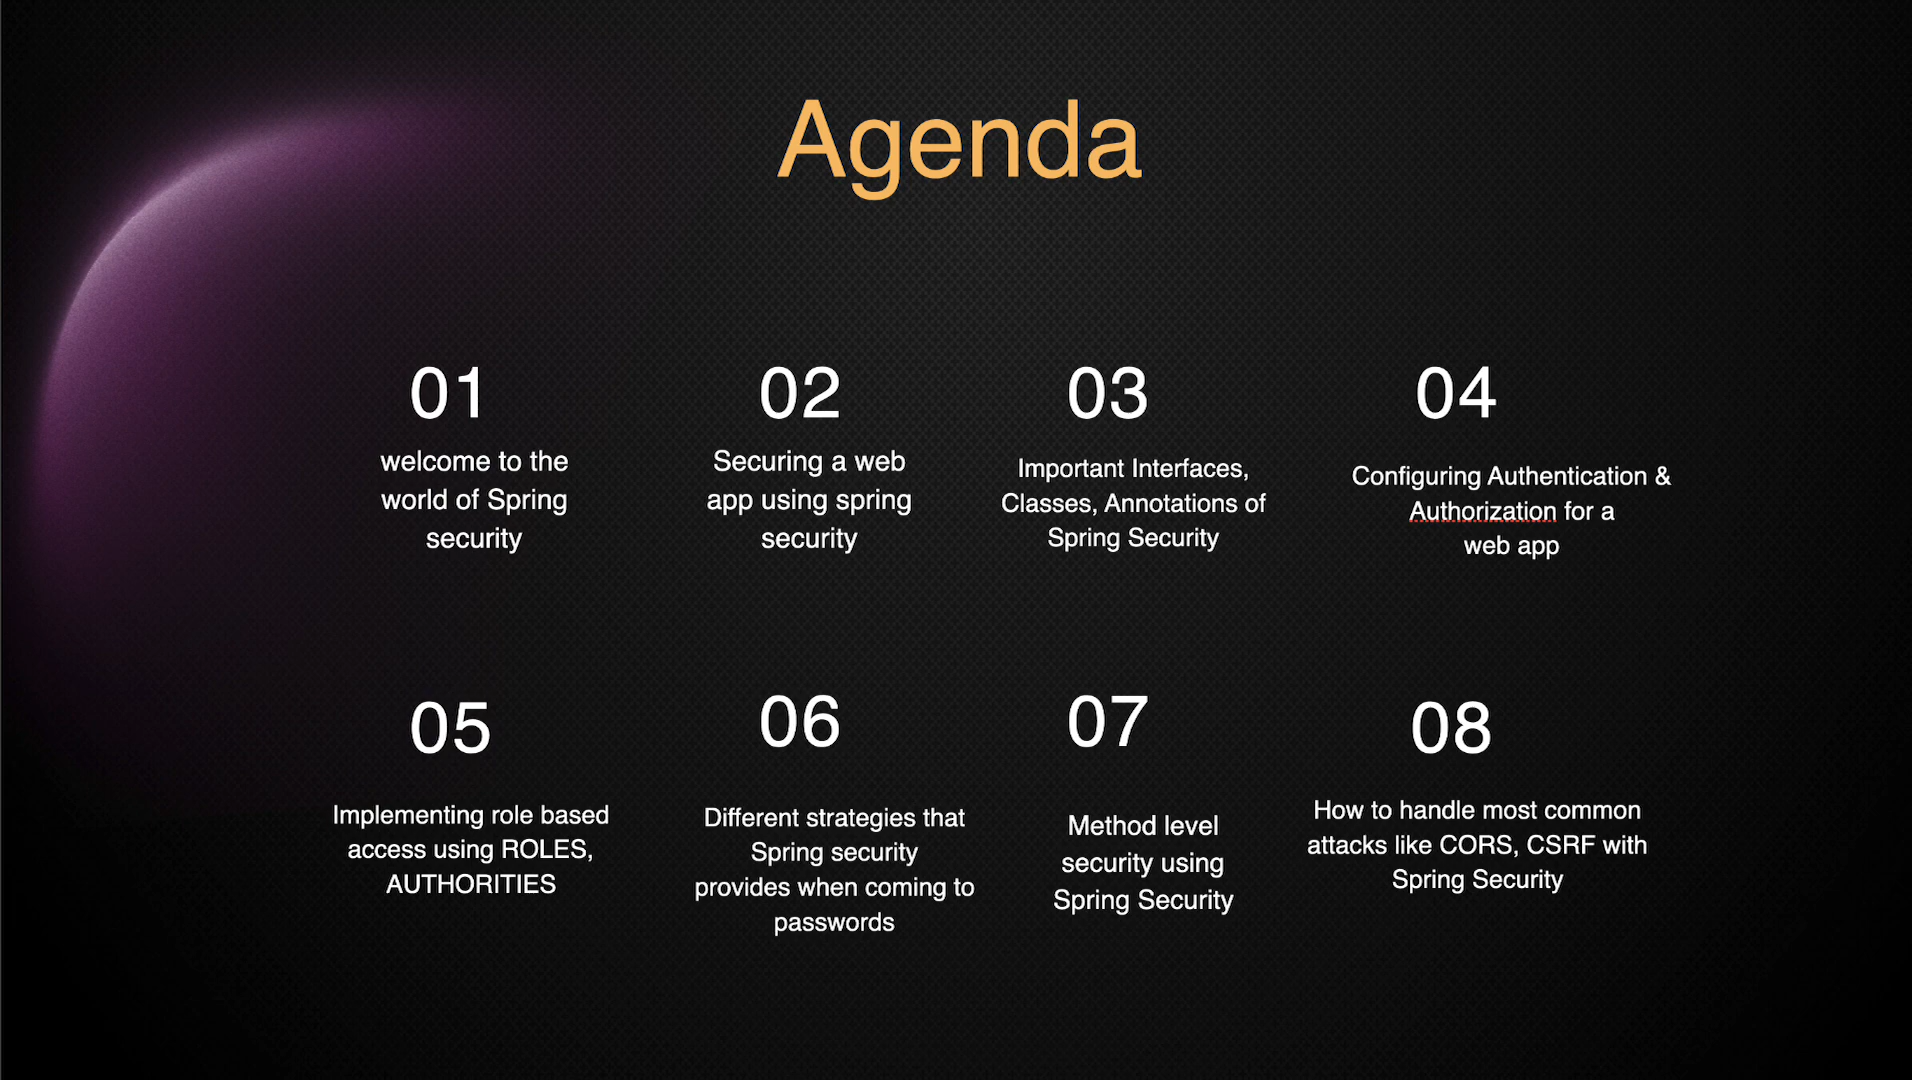 Agenda
01
welcome to the
world of Spring
security
02
Securing a web
app using spring
security
03
Important Interfaces,
Classes, Annotations of
Spring Security
04
Configuring Authentication &
Authorization for a
web app
05
Implementing role based
access using ROLES,
AUTHORITIES
06
Different strategies that
Spring security
provides when coming to
passwords
07
Method level
security using
Spring Security
08
How to handle most common
attacks like CORS, CSRF with
Spring Security